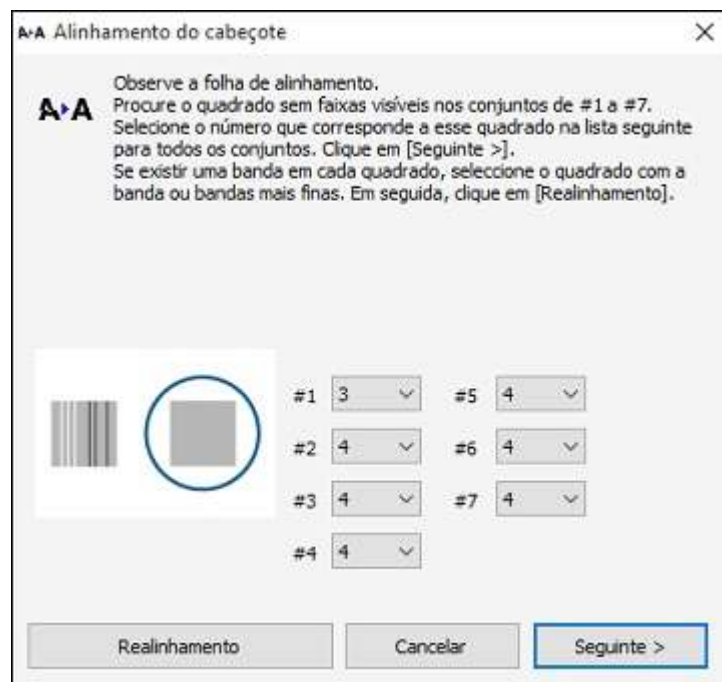 A▸A Alinhamento do cabeçote
A▸A
Observe a folha de alinhamento.
Procure o quadrado sem faixas visíveis nos conjuntos de #1 a #7.
Selecione o número que corresponde a esse quadrado na lista seguinte
para todos os conjuntos. Clique em [Seguinte >].
Se existir uma banda em cada quadrado, seleccione o quadrado com a
banda ou bandas mais finas. Em seguida, clique em [Realinhamento].
#1 3 #5 4
#2 4 #6 4
#3 4 #7 4
#4 4
Realinhamento Cancelar Seguinte >